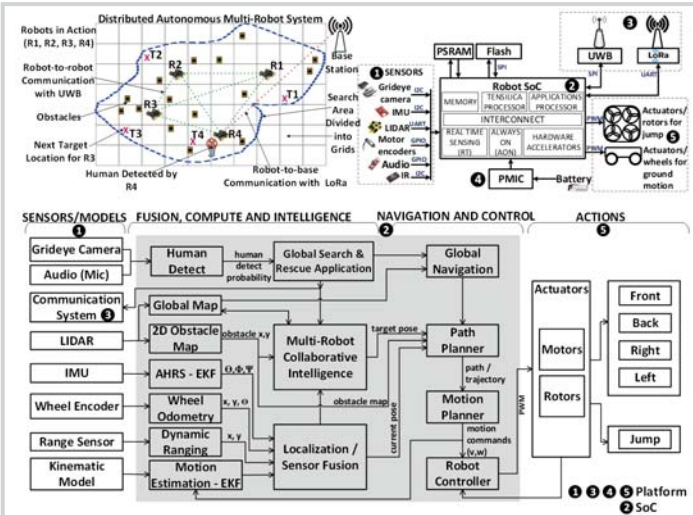 Distributed Autonomous Multi-Robot System
Robots in Action
(R1, R2, R3, R4)
Robot-to-robot
Communication
with UWB
Obstacles
Next Target
Location for R3
Human Detected by
R4
T2
R2
R1
T1
R3
T3
T4
R4
Base
Station
Search
Area
Divided
into
Grids
Robot-to-base
Communication with LoRa
1 SENSORS
Grideye
camera
I2C
IMU
I2C
LIDAR
UART
Motor
encoders
GPIO
Audio
GPIO
IR
I2C
PSRAM
Flash
SPI
Robot SoC
2
MEMORY
TENSILICA
PROCESSOR
APPLICATIONS
PROCESSOR
INTERCONNECT
REAL TIME
SENSING
(RT)
ALWAYS
ON
(AON)
HARDWARE
ACCELERATORS
4
PMIC
Battery
3
UWB
LoRa
SPI
UART
PWM
PWM
Actuators/
rotors for
jump 5
Actuators/
wheels for
ground
motion
SENSORS/MODELS
1
FUSION, COMPUTE AND INTELLIGENCE
2
NAVIGATION AND CONTROL
ACTIONS
5
Grideye Camera
Audio (Mic)
Communication
System 3
LIDAR
IMU
Wheel Encoder
Range Sensor
Kinematic
Model
Human
Detect
human
detect
probability
Global Search &
Rescue Application
Global
Navigation
Global Map
2D Obstacle
Map
obstacle x,y
Multi-Robot
Collaborative
Intelligence
target pose
Path
Planner
AHRS - EKF
Θ,Φ,Ψ
Wheel
Odometry
x, y, Θ
obstacle map
path /
trajectory
Motion
Planner
Dynamic
Ranging
x, y
Localization /
Sensor Fusion
current pose
motion
commands
(v,w)
Motion
Estimation - EKF
Robot
Controller
PWM
Actuators
Motors
Rotors
Front
Back
Right
Left
Jump
1 3 4 5 Platform
2 SoC